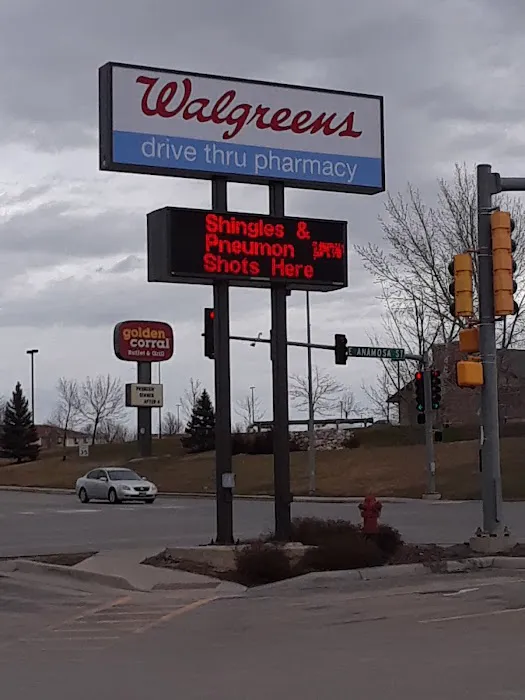 Walgreens
drive thru pharmacy
Shingles &
Pneumon
Shots Here
golden
corral
Buffet & Grill
E ANAMOSA ST